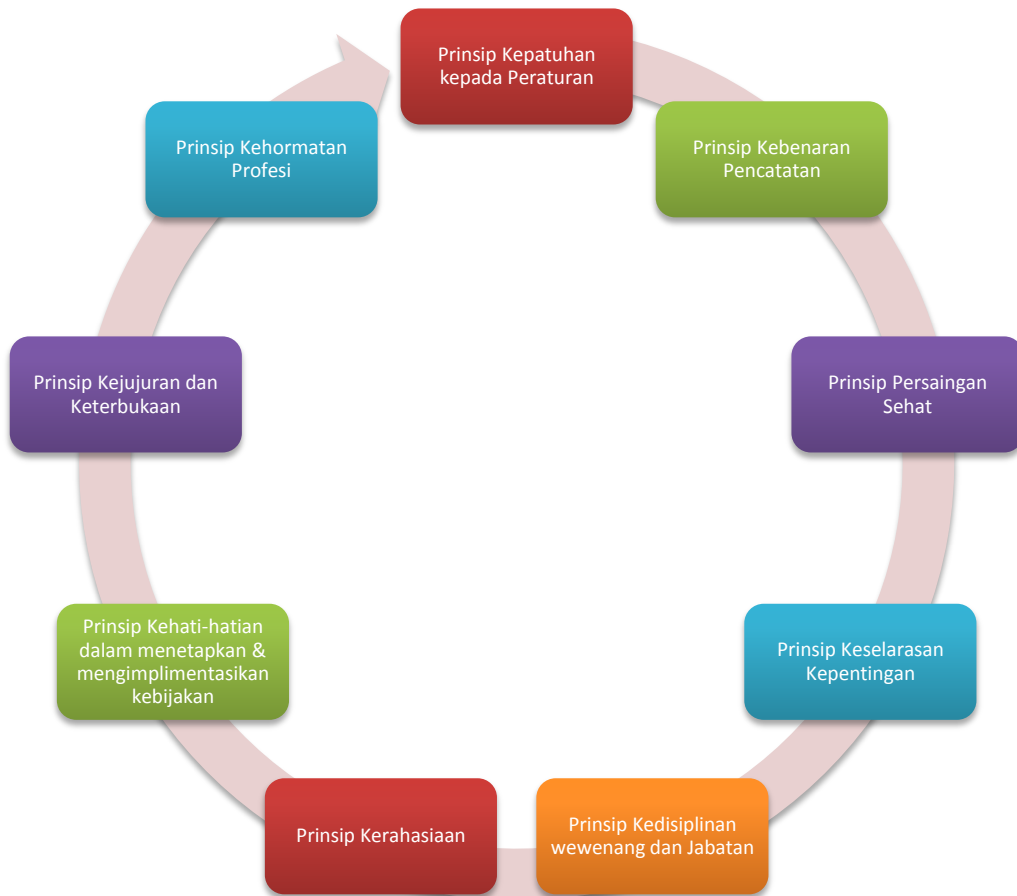 Prinsip Kepatuhan
kepada Peraturan
Prinsip Kebenaran
Pencatatan
Prinsip Persaingan
Sehat
Prinsip Keselarasan
Kepentingan
Prinsip Kedisiplinan
wewenang dan Jabatan
Prinsip Kerahasiaan
Prinsip Kehati-hatian
dalam menetapkan &
mengimplimentasikan
kebijakan
Prinsip Kejujuran dan
Keterbukaan
Prinsip Kehormatan
Profesi